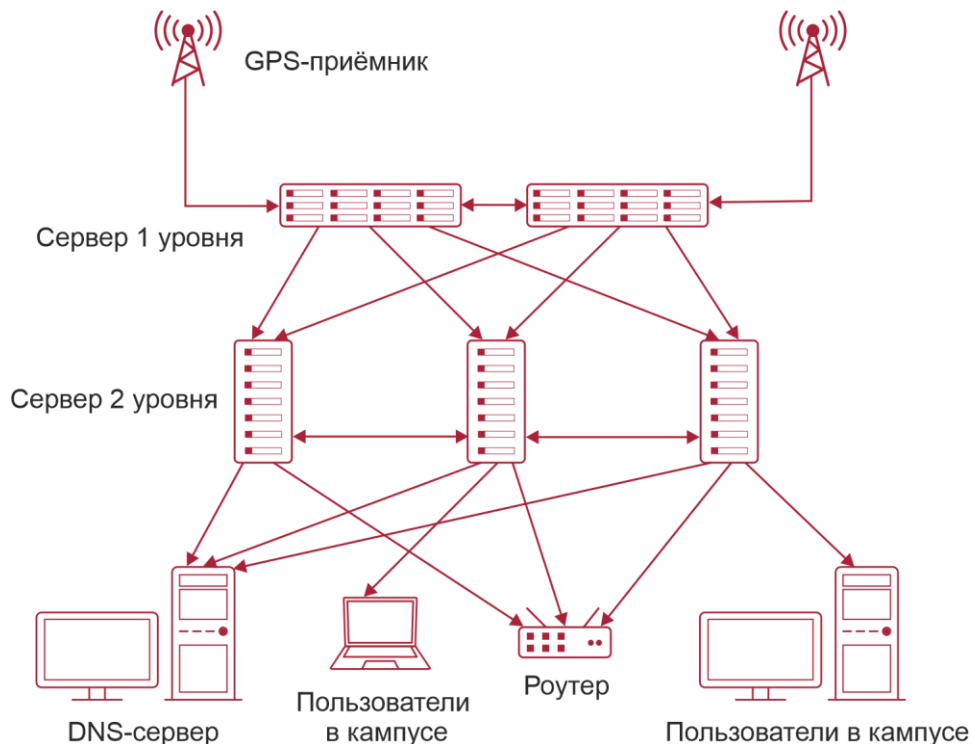 GPS-приёмник
Сервер 1 уровня
Сервер 2 уровня
DNS-сервер
Пользователи
в кампусе
Роутер
Пользователи в кампусе